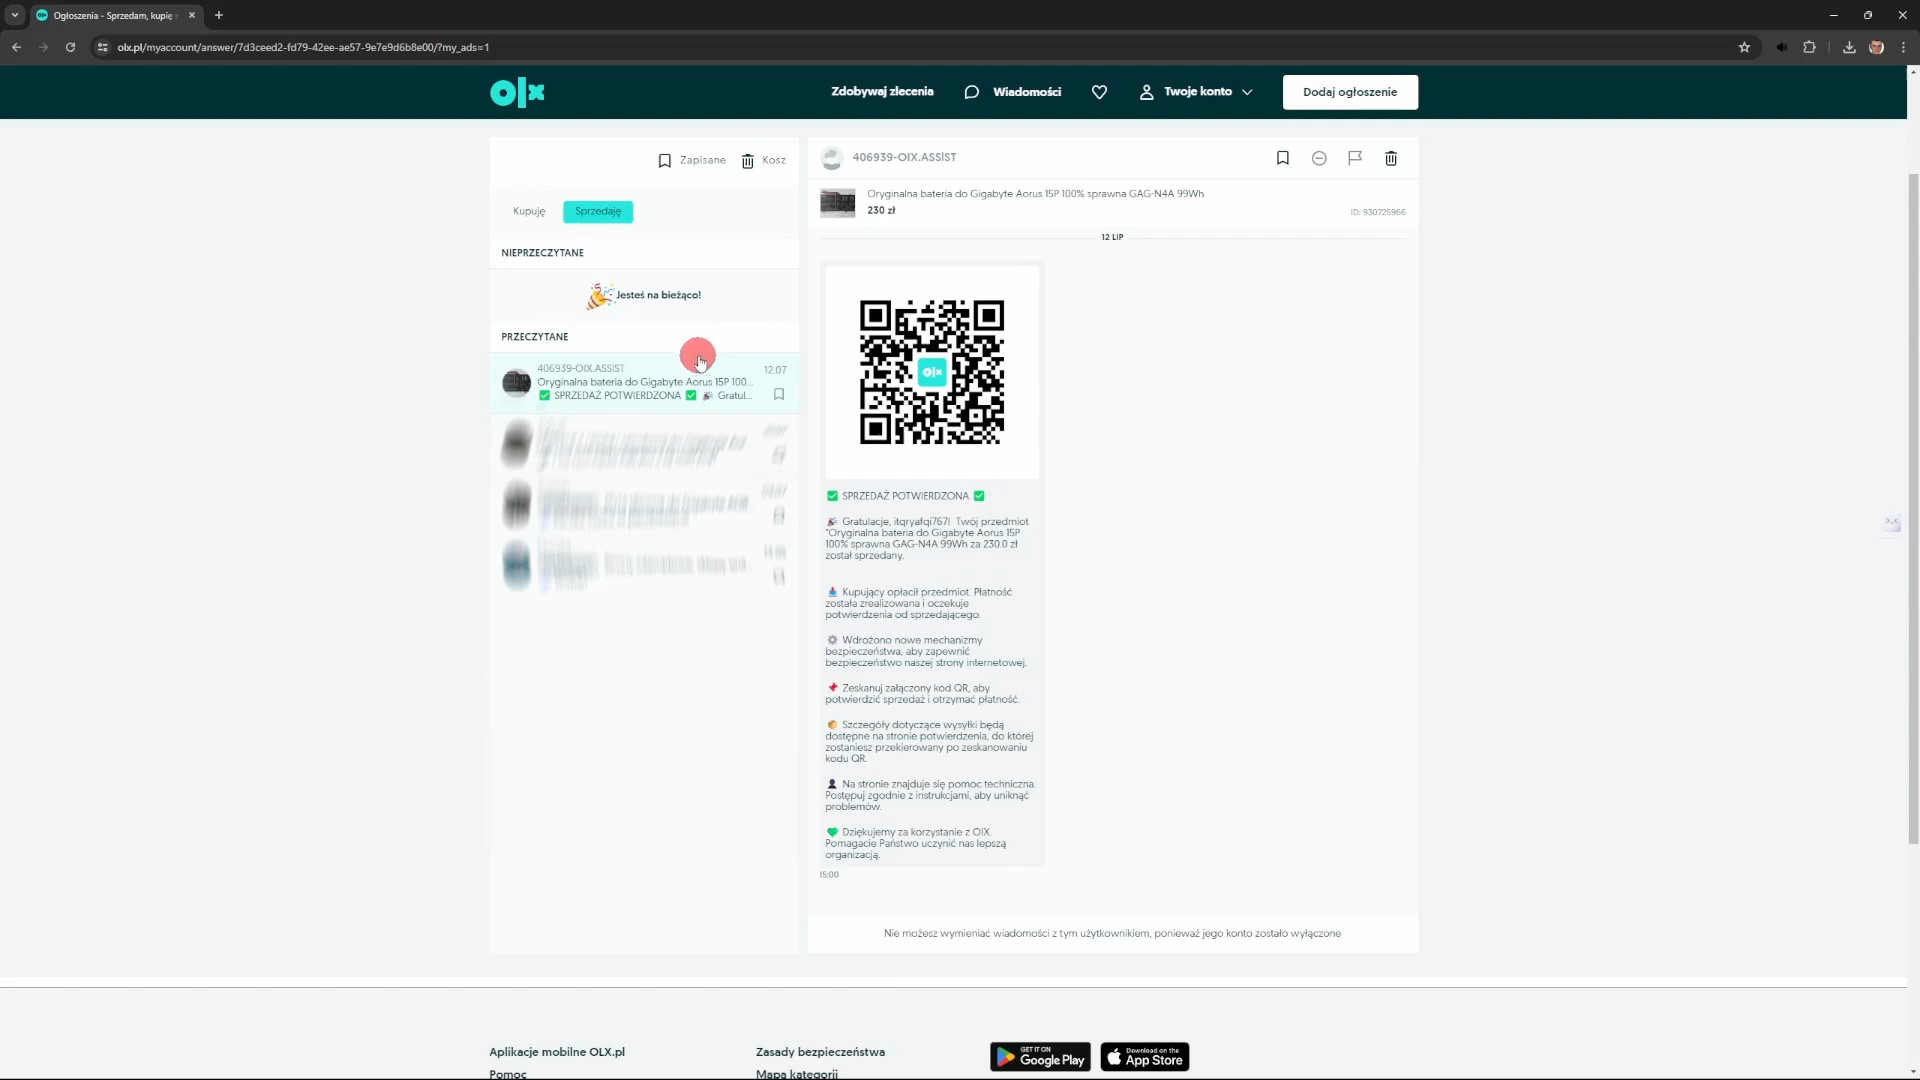 Ogłoszenia - Sprzedam, kupię
olx.pl/myaccount/answer/7d3ceed2-fd79-42ee-ae57-9e7e9d6b8e00/?my_ads=1
olx
Zdobywaj zlecenia
Wiadomości
Twoje konto
Dodaj ogłoszenie
Zapisane
Kosz
Kupuję
Sprzedaję
NIEPRZECZYTANE
Jesteś na bieżąco!
PRZECZYTANE
406939-OIX.ASSIST
12.07
Oryginalna bateria do Gigabyte Aorus 15P 100...
✅ SPRZEDAŻ POTWIERDZONA ✅ 🎉 Gratul...
406939-OIX.ASSIST
Oryginalna bateria do Gigabyte Aorus 15P 100% sprawna GAG-N4A 99Wh
230 zł
ID: 930725966
12 LIP
olx
✅ SPRZEDAŻ POTWIERDZONA ✅
🎉 Gratulacje, itqryafqi767! Twój przedmiot
"Oryginalna bateria do Gigabyte Aorus 15P
100% sprawna GAG-N4A 99Wh za 230.0 zł
został sprzedany.
📥 Kupujący opłacił przedmiot. Płatność
została zrealizowana i oczekuje
potwierdzenia od sprzedającego.
⚙️ Wdrożono nowe mechanizmy
bezpieczeństwa, aby zapewnić
bezpieczeństwo naszej strony internetowej.
📌 Zeskanuj załączony kod QR, aby
potwierdzić sprzedaż i otrzymać płatność.
📦 Szczegóły dotyczące wysyłki będą
dostępne na stronie potwierdzenia, do której
zostaniesz przekierowany po zeskanowaniu
kodu QR.
👤 Na stronie znajduje się pomoc techniczna.
Postępuj zgodnie z instrukcjami, aby uniknąć
problemów.
💚 Dziękujemy za korzystanie z OIX.
Pomagacie Państwo uczynić nas lepszą
organizacją.
15:00
Nie możesz wymieniać wiadomości z tym użytkownikiem, ponieważ jego konto zostało wyłączone
Aplikacje mobilne OLX.pl
Zasady bezpieczeństwa
GET IT ON
Google Play
Download on the
App Store
Pomoc
Mapa kategorii